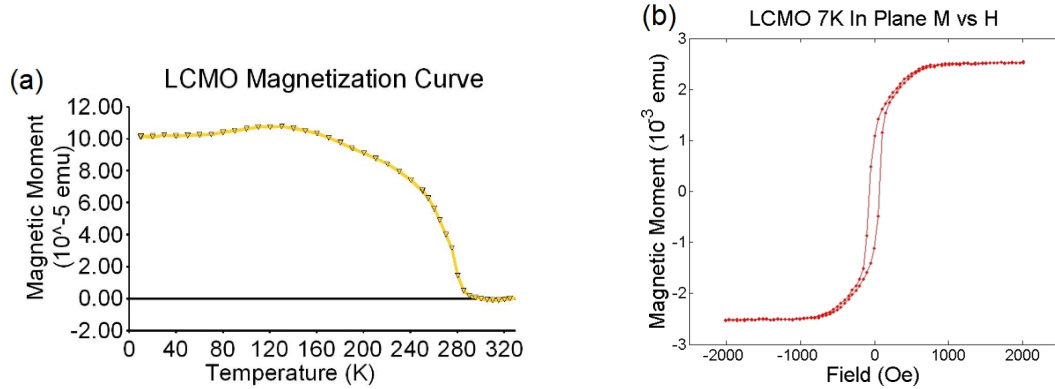 (a)
LCMO Magnetization Curve
Magnetic Moment
(10^-5 emu)
12.00
10.00
8.00
6.00
4.00
2.00
0.00
-2.00
0 40 80 120 160 200 240 280 320
Temperature (K)
(b)
LCMO 7K In Plane M vs H
Magnetic Moment (10⁻³ emu)
3
2
1
0
-1
-2
-3
-2000 -1000 0 1000 2000
Field (Oe)